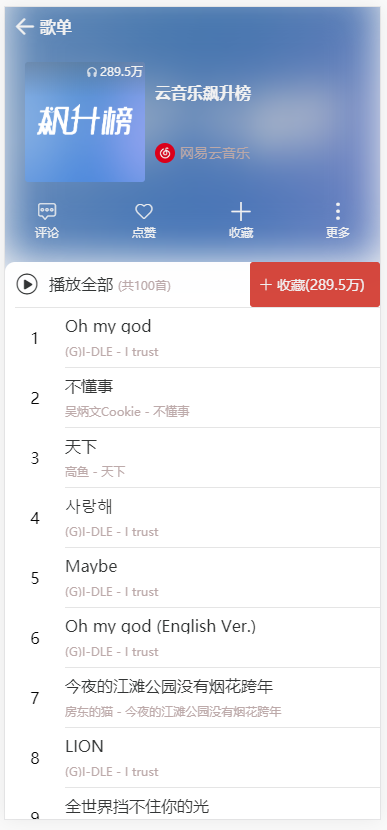 歌单
289.5万
飙升榜
云音乐飙升榜
网易云音乐
评论
点赞
收藏
更多
播放全部 (共100首)
+ 收藏(289.5万)
1
Oh my god
(G)I-DLE - I trust
2
不懂事
吴炳文Cookie - 不懂事
3
天下
高鱼 - 天下
4
사랑해
(G)I-DLE - I trust
5
Maybe
(G)I-DLE - I trust
6
Oh my god (English Ver.)
(G)I-DLE - I trust
7
今夜的江滩公园没有烟花跨年
房东的猫 - 今夜的江滩公园没有烟花跨年
8
LION
(G)I-DLE - I trust
9
全世界挡不住你的光